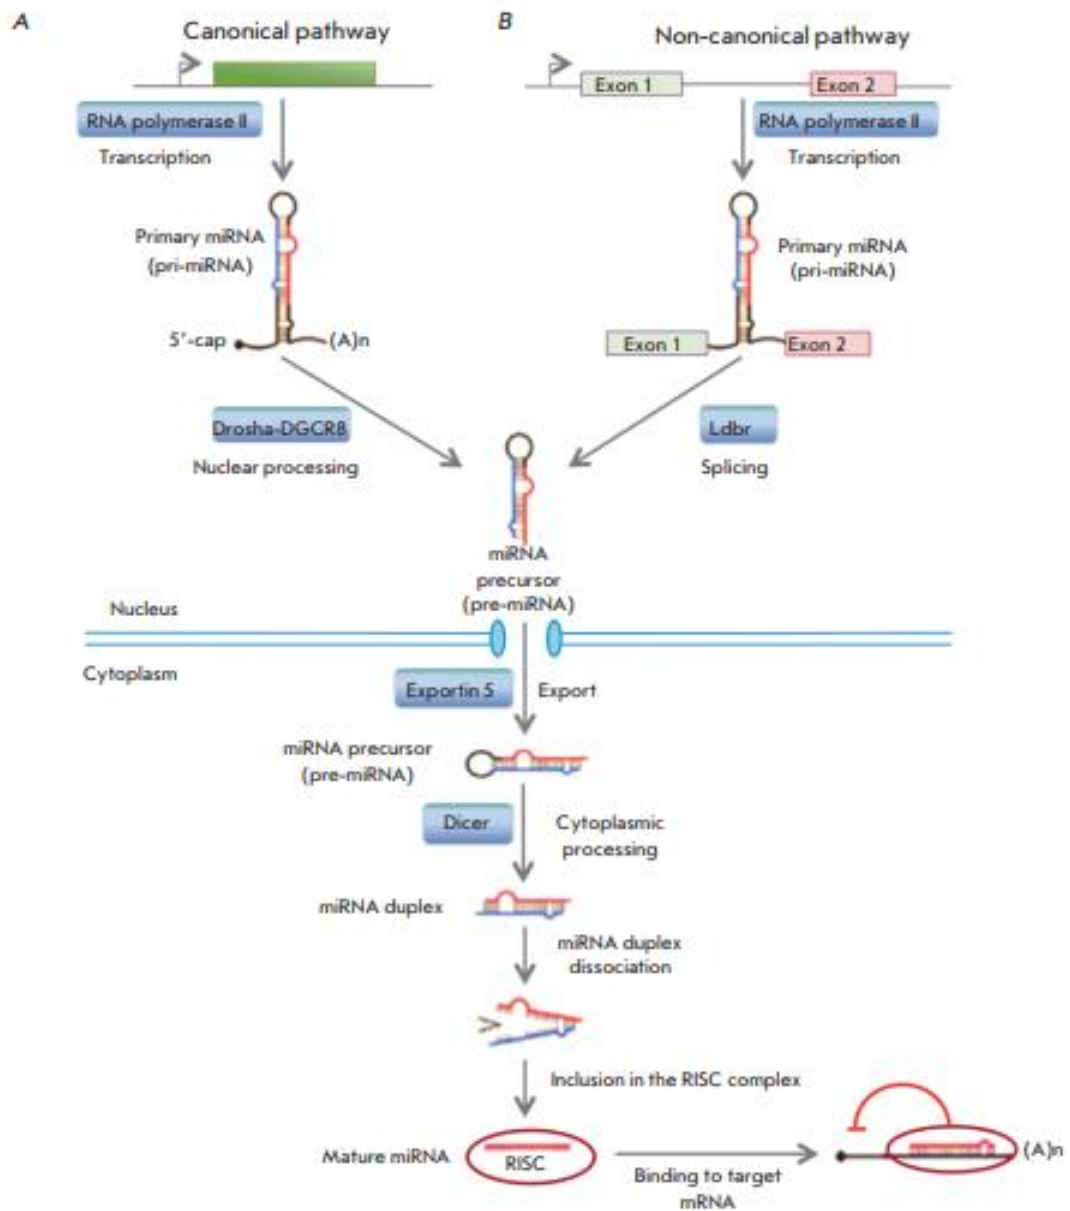 A
Canonical pathway
RNA polymerase II
Transcription
Primary miRNA
(pri-miRNA)
5'-cap
(A)n
Drosha-DGCR8
Nuclear processing
B
Non-canonical pathway
Exon 1
Exon 2
RNA polymerase II
Transcription
Primary miRNA
(pri-miRNA)
Exon 1
Exon 2
Ldbr
Splicing
miRNA
precursor
(pre-miRNA)
Nucleus
Cytoplasm
Exportin 5
Export
miRNA precursor
(pre-miRNA)
Dicer
Cytoplasmic
processing
miRNA duplex
miRNA duplex
dissociation
Inclusion in the RISC complex
Mature miRNA
RISC
Binding to target
mRNA
(A)n